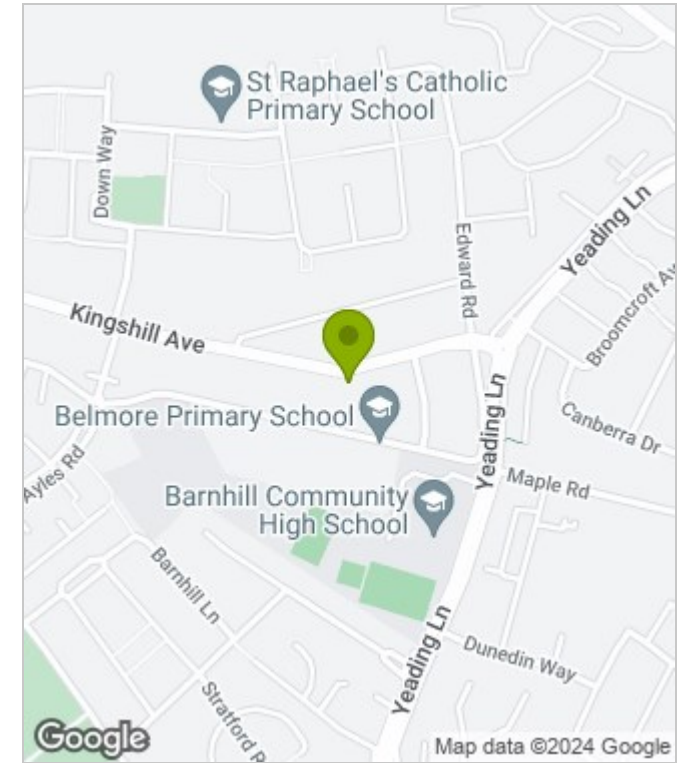 St Raphael's Catholic
Primary School
Down Way
Edward Rd
Yeading Ln
Broomcroft Av
Kingshill Ave
Belmore Primary School
Yeading Ln
Canberra Dr
Ayles Rd
Maple Rd
Barnhill Community
High School
Barnhill Ln
Dunedin Way
Yeading Ln
Stratford R
Google
Map data ©2024 Google